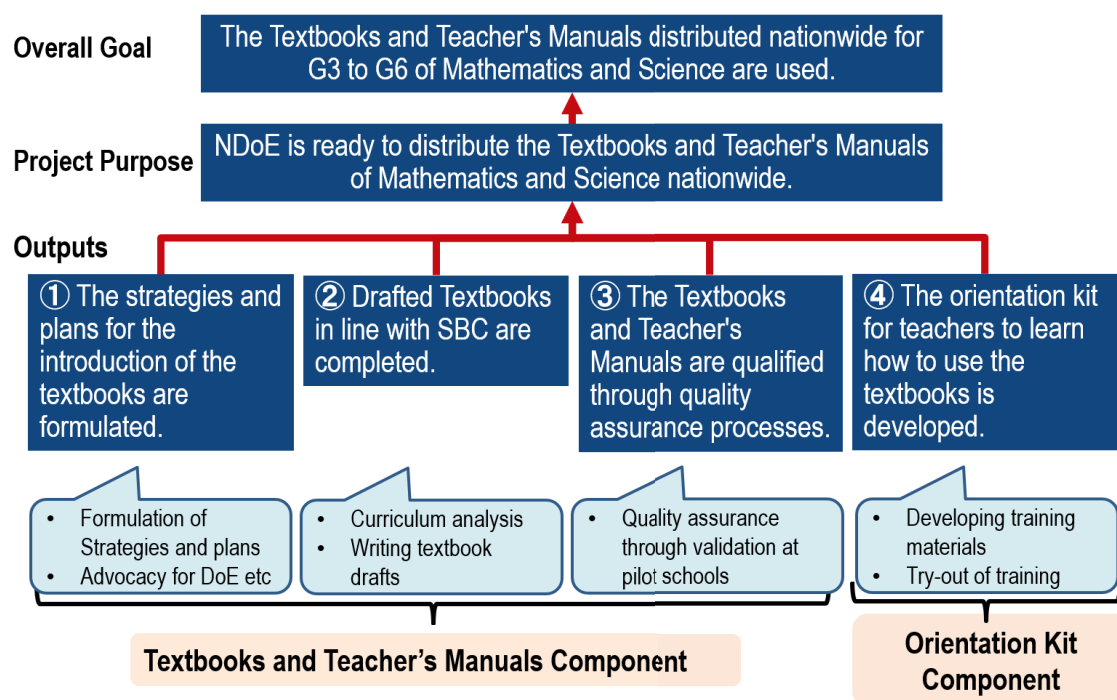 Overall Goal
The Textbooks and Teacher's Manuals distributed nationwide for
G3 to G6 of Mathematics and Science are used.
Project Purpose
NDoE is ready to distribute the Textbooks and Teacher's Manuals
of Mathematics and Science nationwide.
Outputs
① The strategies and
plans for the
introduction of the
textbooks are
formulated.
② Drafted Textbooks
in line with SBC are
completed.
③ The Textbooks
and Teacher's
Manuals are qualified
through quality
assurance processes.
④ The orientation kit
for teachers to learn
how to use the
textbooks is
developed.
• Formulation of
Strategies and plans
• Advocacy for DoE etc
• Curriculum analysis
• Writing textbook
drafts
• Quality assurance
through validation at
pilot schools
• Developing training
materials
• Try-out of training
Textbooks and Teacher’s Manuals Component
Orientation Kit
Component